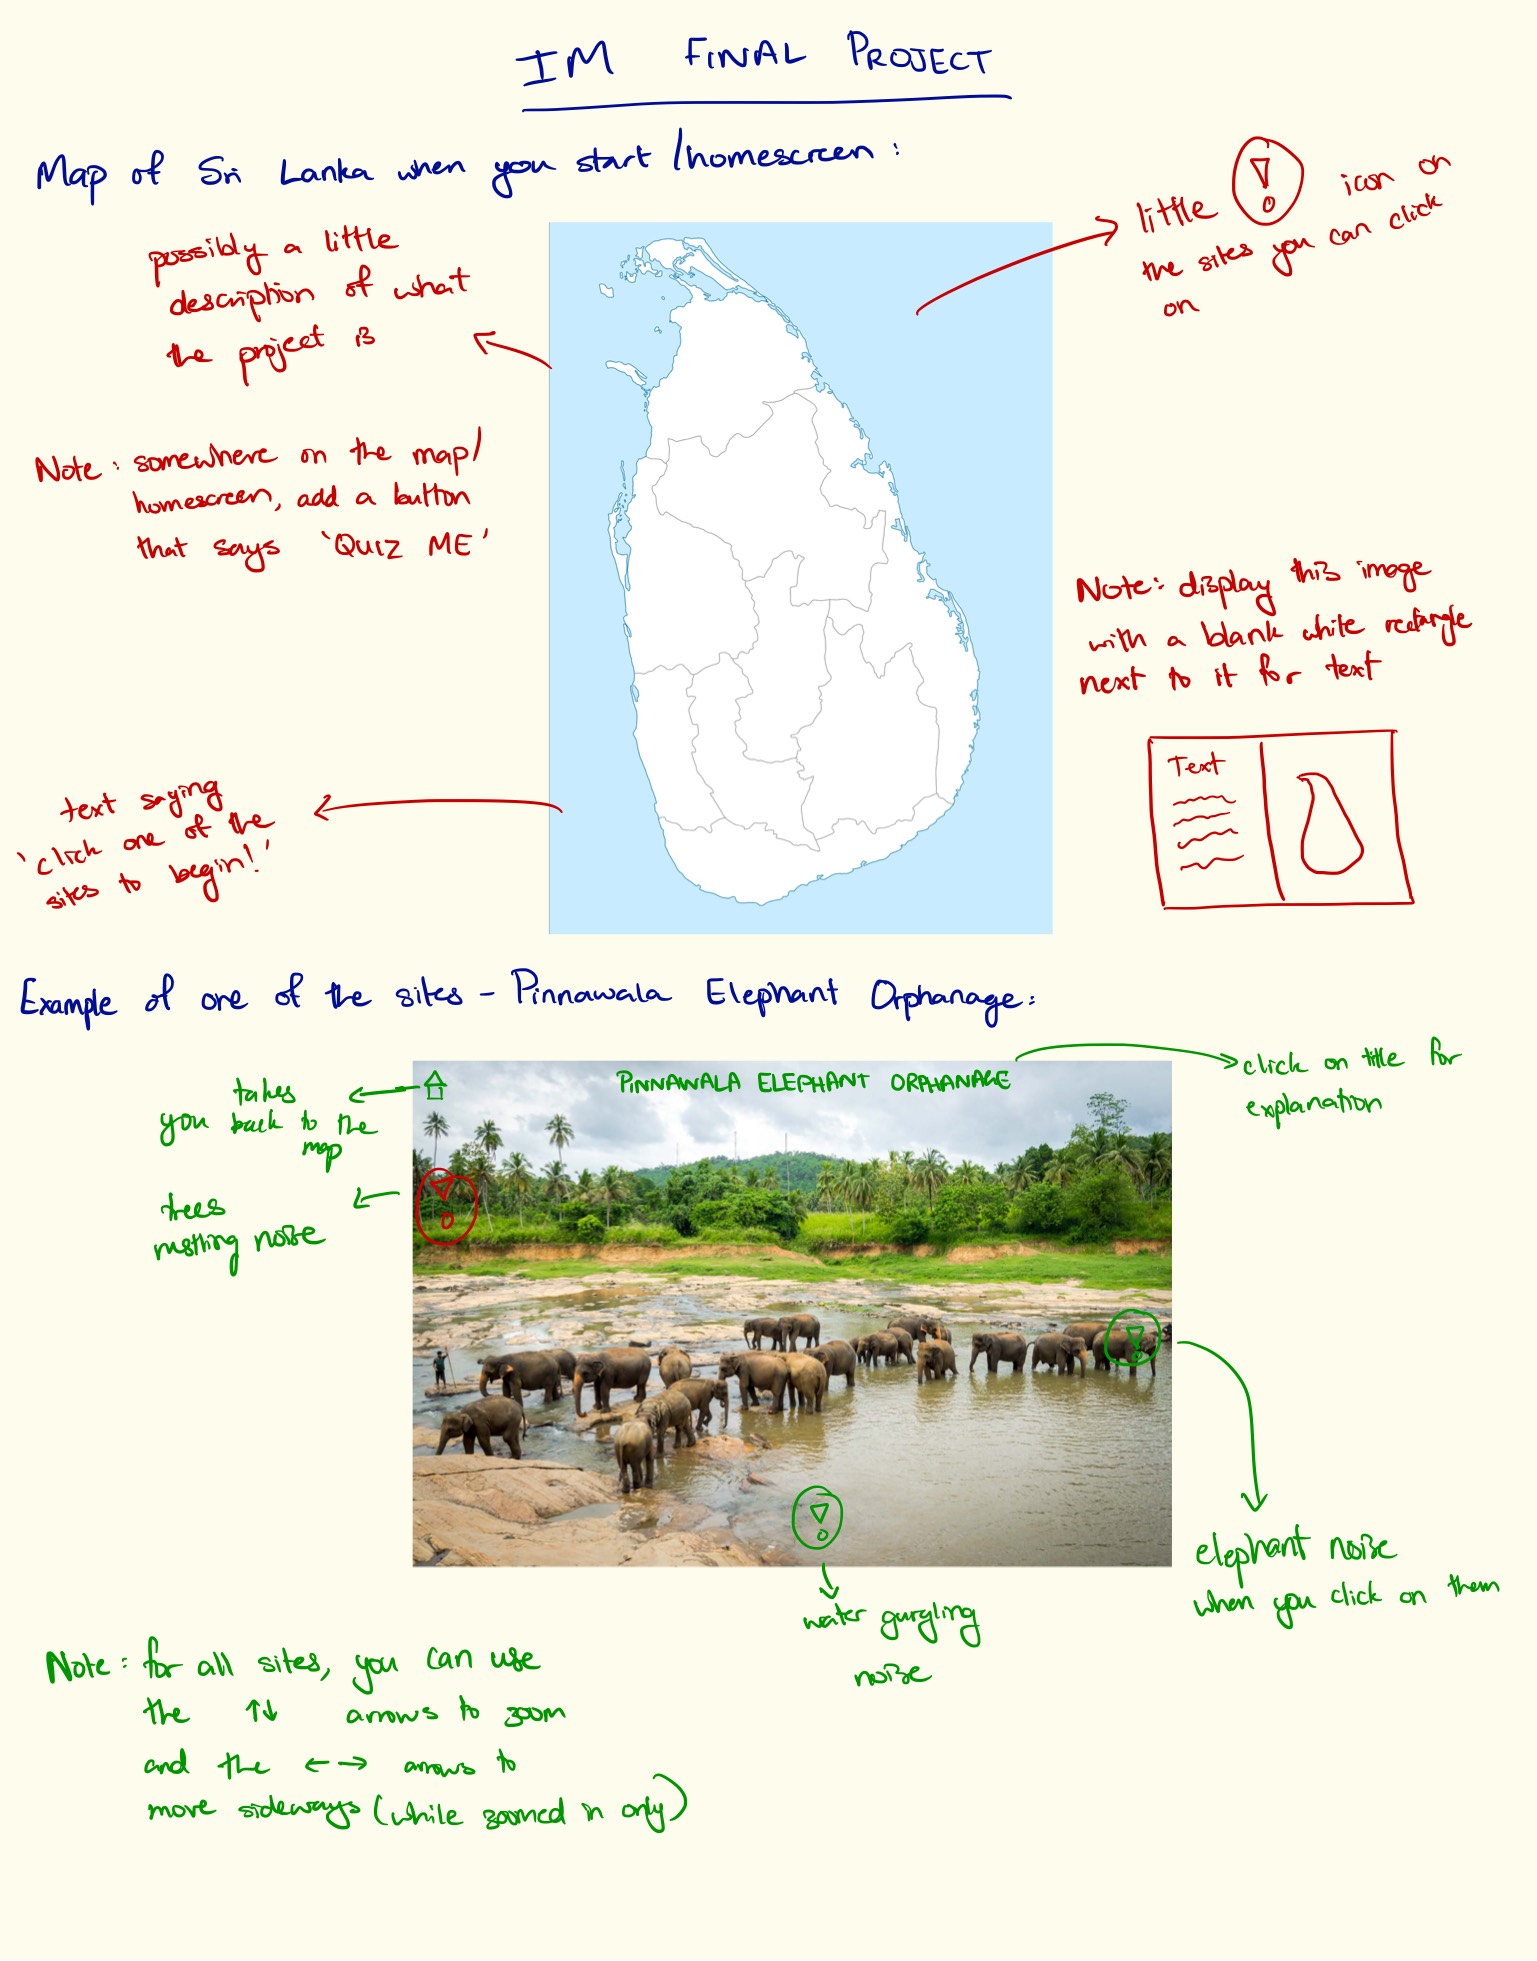 IM FINAL PROJECT
Map of Sri Lanka when you start/homescreen:
possibly a little
description of what
the project is
little ! icon on
the sites you can click
on
Note: somewhere on the map/
homescreen, add a button
that says 'QUIZ ME'
Note: display this image
with a blank white rectangle
next to it for text
Text
text saying
'click one of the
sites to begin!'
Example of one of the sites - Pinnawala Elephant Orphanage:
PINNAWALA ELEPHANT ORPHANAGE
click on title for
explanation
takes
you back to the
map
trees
rustling noise
!
!
!
elephant noise
when you click on them
water gurgling
noise
Note: for all sites, you can use
the ↑↓ arrows to zoom
and the ← → arrows to
move sideways (while zoomed in only)